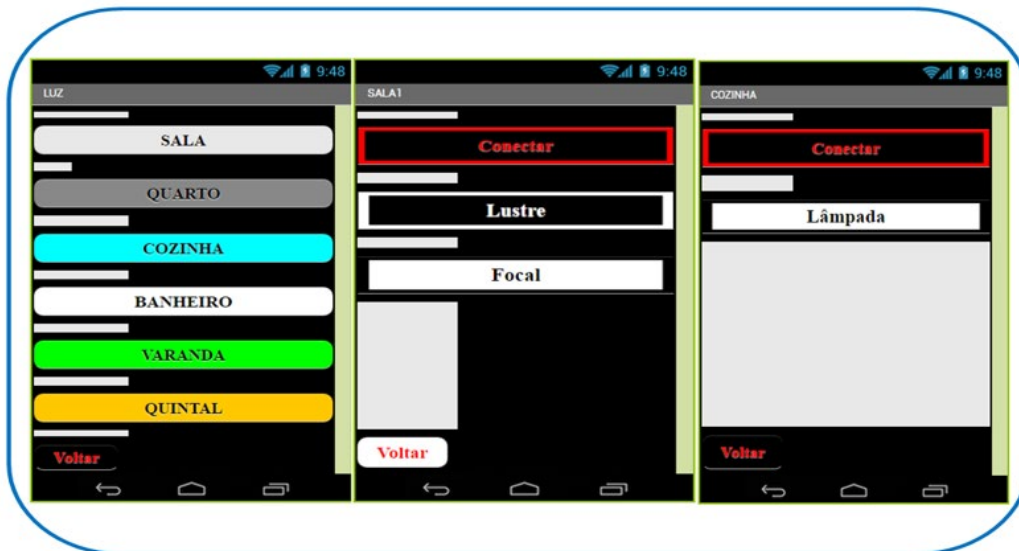 9:48
LUZ
SALA
QUARTO
COZINHA
BANHEIRO
VARANDA
QUINTAL
Voltar
9:48
SALA1
Conectar
Lustre
Focal
Voltar
9:48
COZINHA
Conectar
Lâmpada
Voltar